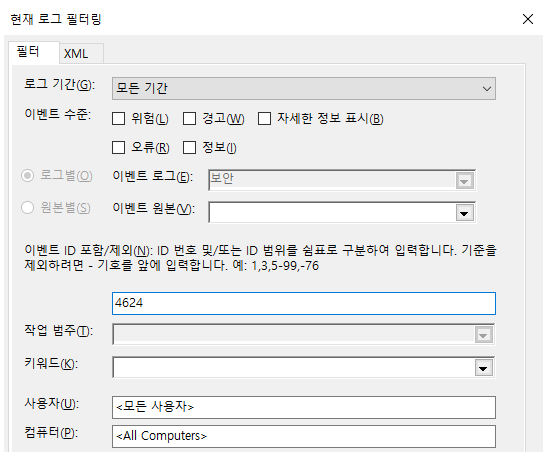 현재 로그 필터링
필터 XML
로그 기간(G): 모든 기간
이벤트 수준: 위험(L) 경고(W) 자세한 정보 표시(B)
오류(R) 정보(I)
로그별(O) 이벤트 로그(E): 보안
원본별(S) 이벤트 원본(V):
이벤트 ID 포함/제외(N): ID 번호 및/또는 ID 범위를 쉼표로 구분하여 입력합니다. 기준을
제외하려면 - 기호를 앞에 입력합니다. 예: 1,3,5-99,-76
4624
작업 범주(T):
키워드(K):
사용자(U): <모든 사용자>
컴퓨터(P): <All Computers>